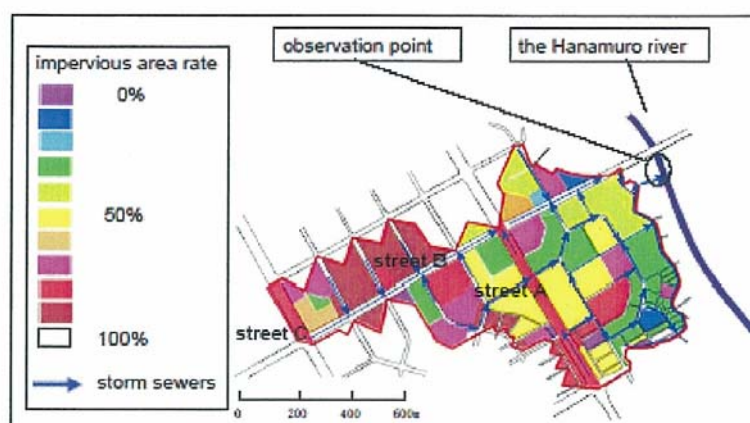 observation point
the Hanamuro river
impervious area rate
0%
50%
100%
storm sewers
street B
street A
street C
0 200 400 600m